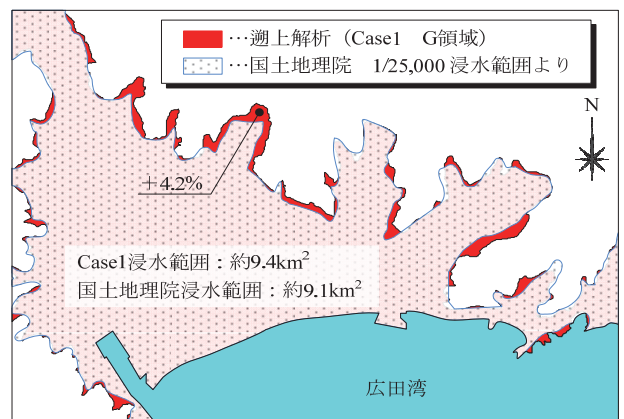 …遡上解析（Case1　G領域）
…国土地理院　1/25,000 浸水範囲より
N
＋4.2%
Case1浸水範囲：約9.4km²
国土地理院浸水範囲：約9.1km²
広田湾